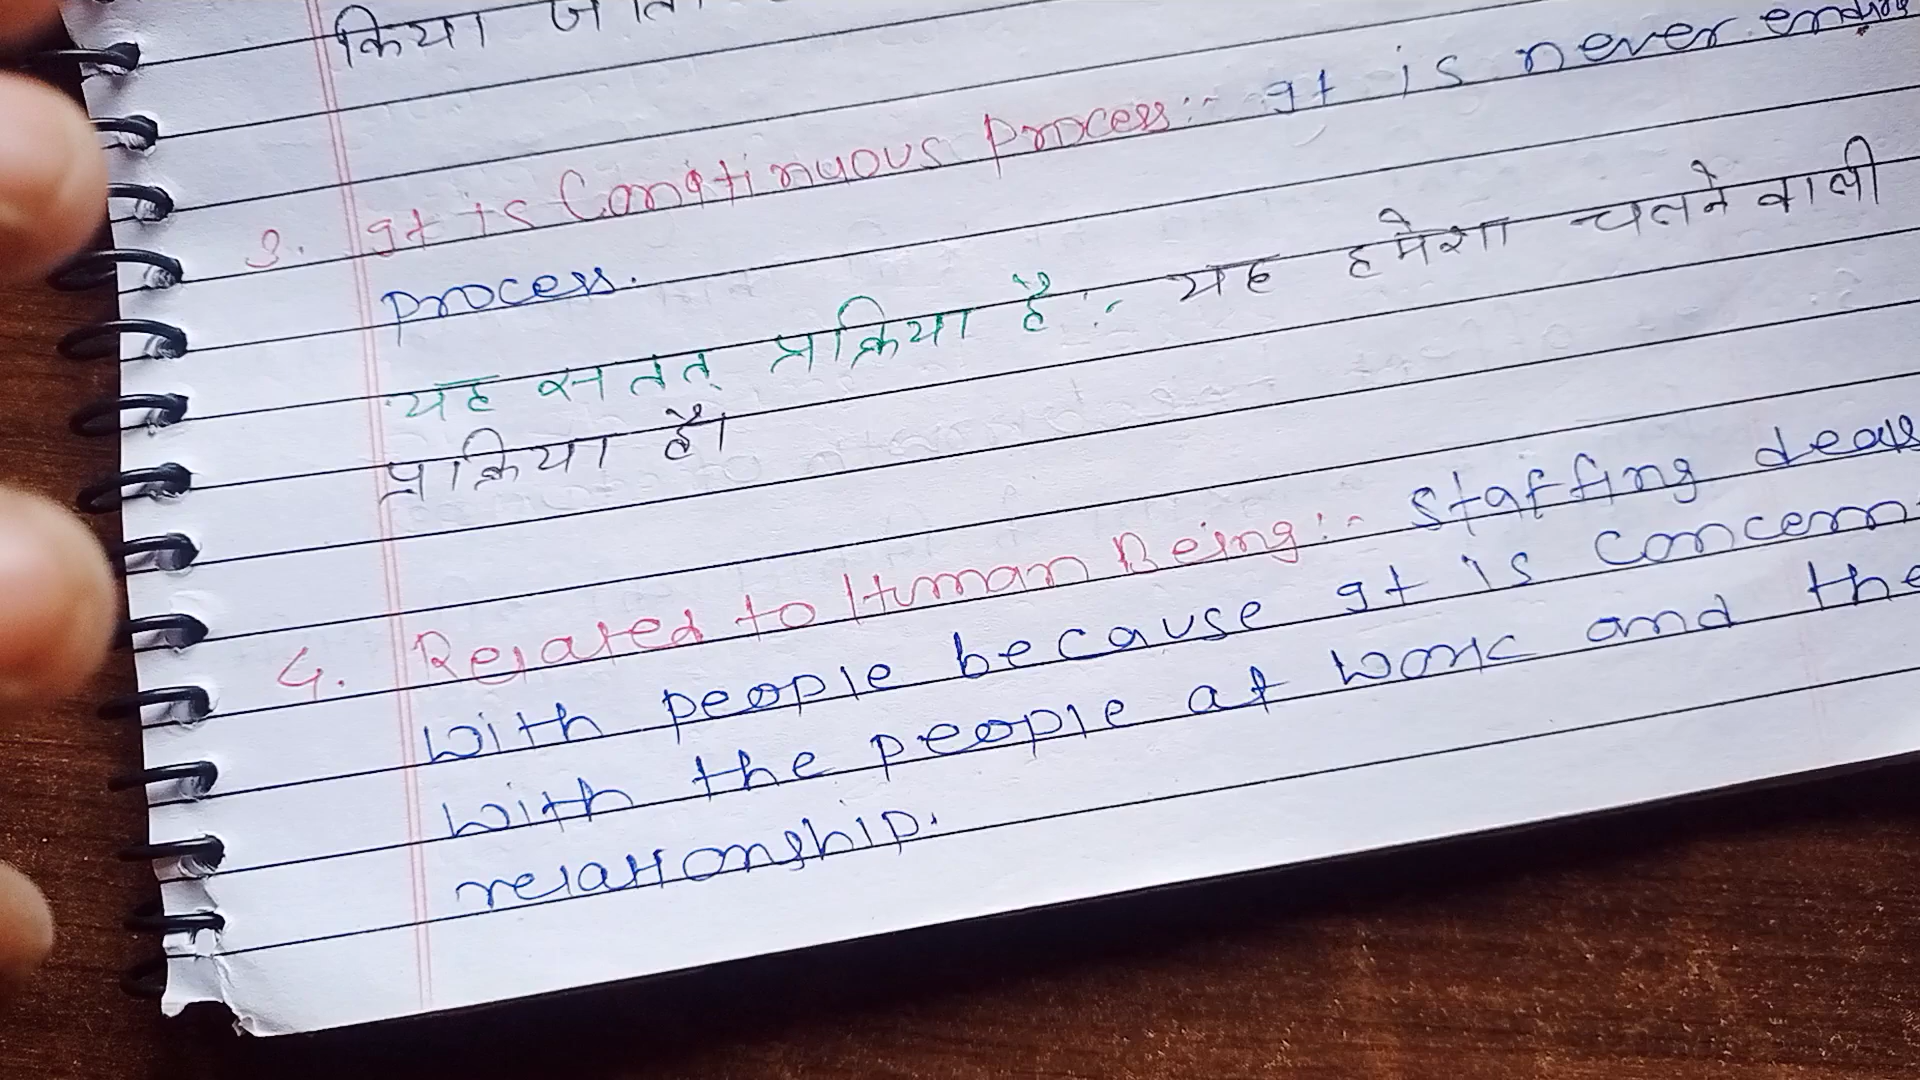 किया जाता
3. It is Continuous Process:- It is never ending
process.
यह सतत् प्रक्रिया है :- यह हमेशा चलने वाली
प्रक्रिया है।
4. Related to Human Being:- Staffing deals
with people because It is concern
with the people at work and the
relationship.